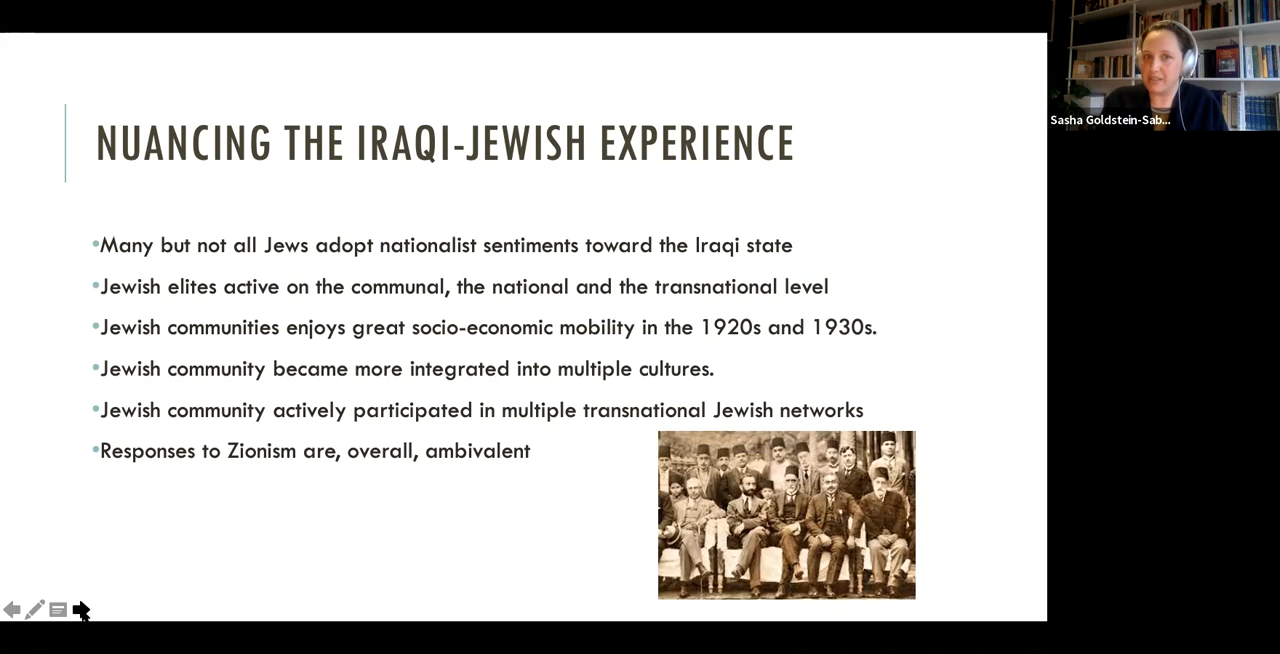 NUANCING THE IRAQI-JEWISH EXPERIENCE
•Many but not all Jews adopt nationalist sentiments toward the Iraqi state
•Jewish elites active on the communal, the national and the transnational level
•Jewish communities enjoys great socio-economic mobility in the 1920s and 1930s.
•Jewish community became more integrated into multiple cultures.
•Jewish community actively participated in multiple transnational Jewish networks
•Responses to Zionism are, overall, ambivalent
Sasha Goldstein-Sab...